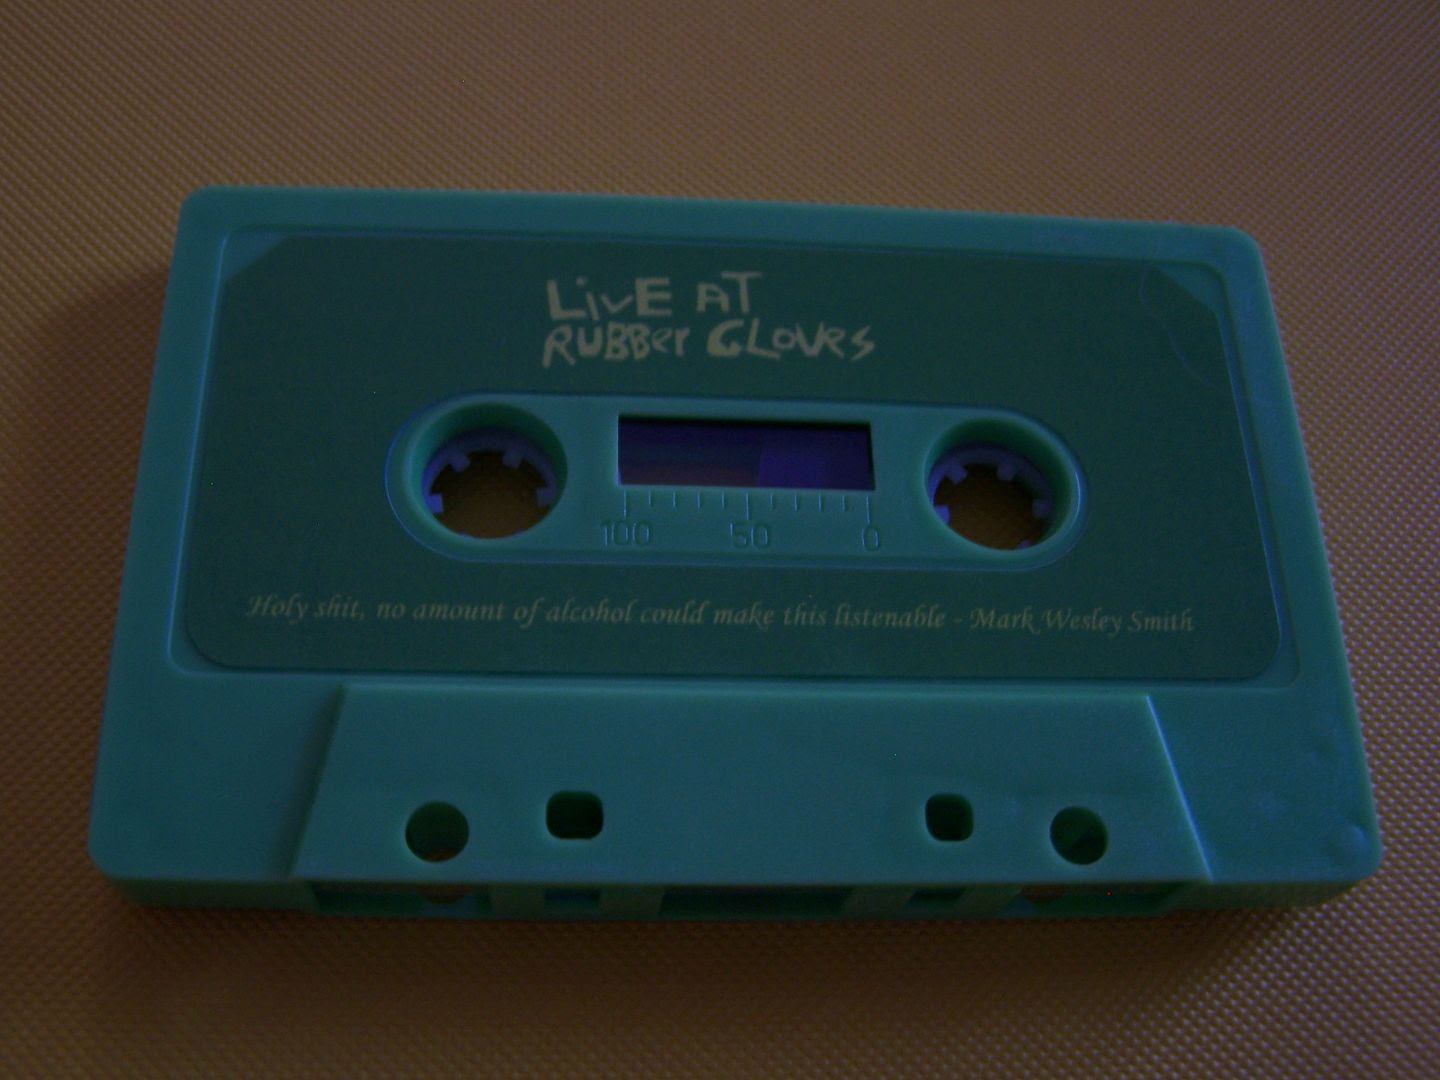 LivE AT
RUBBer GLOVes
100 50 0
Holy shit, no amount of alcohol could make this listenable - Mark Wesley Smith